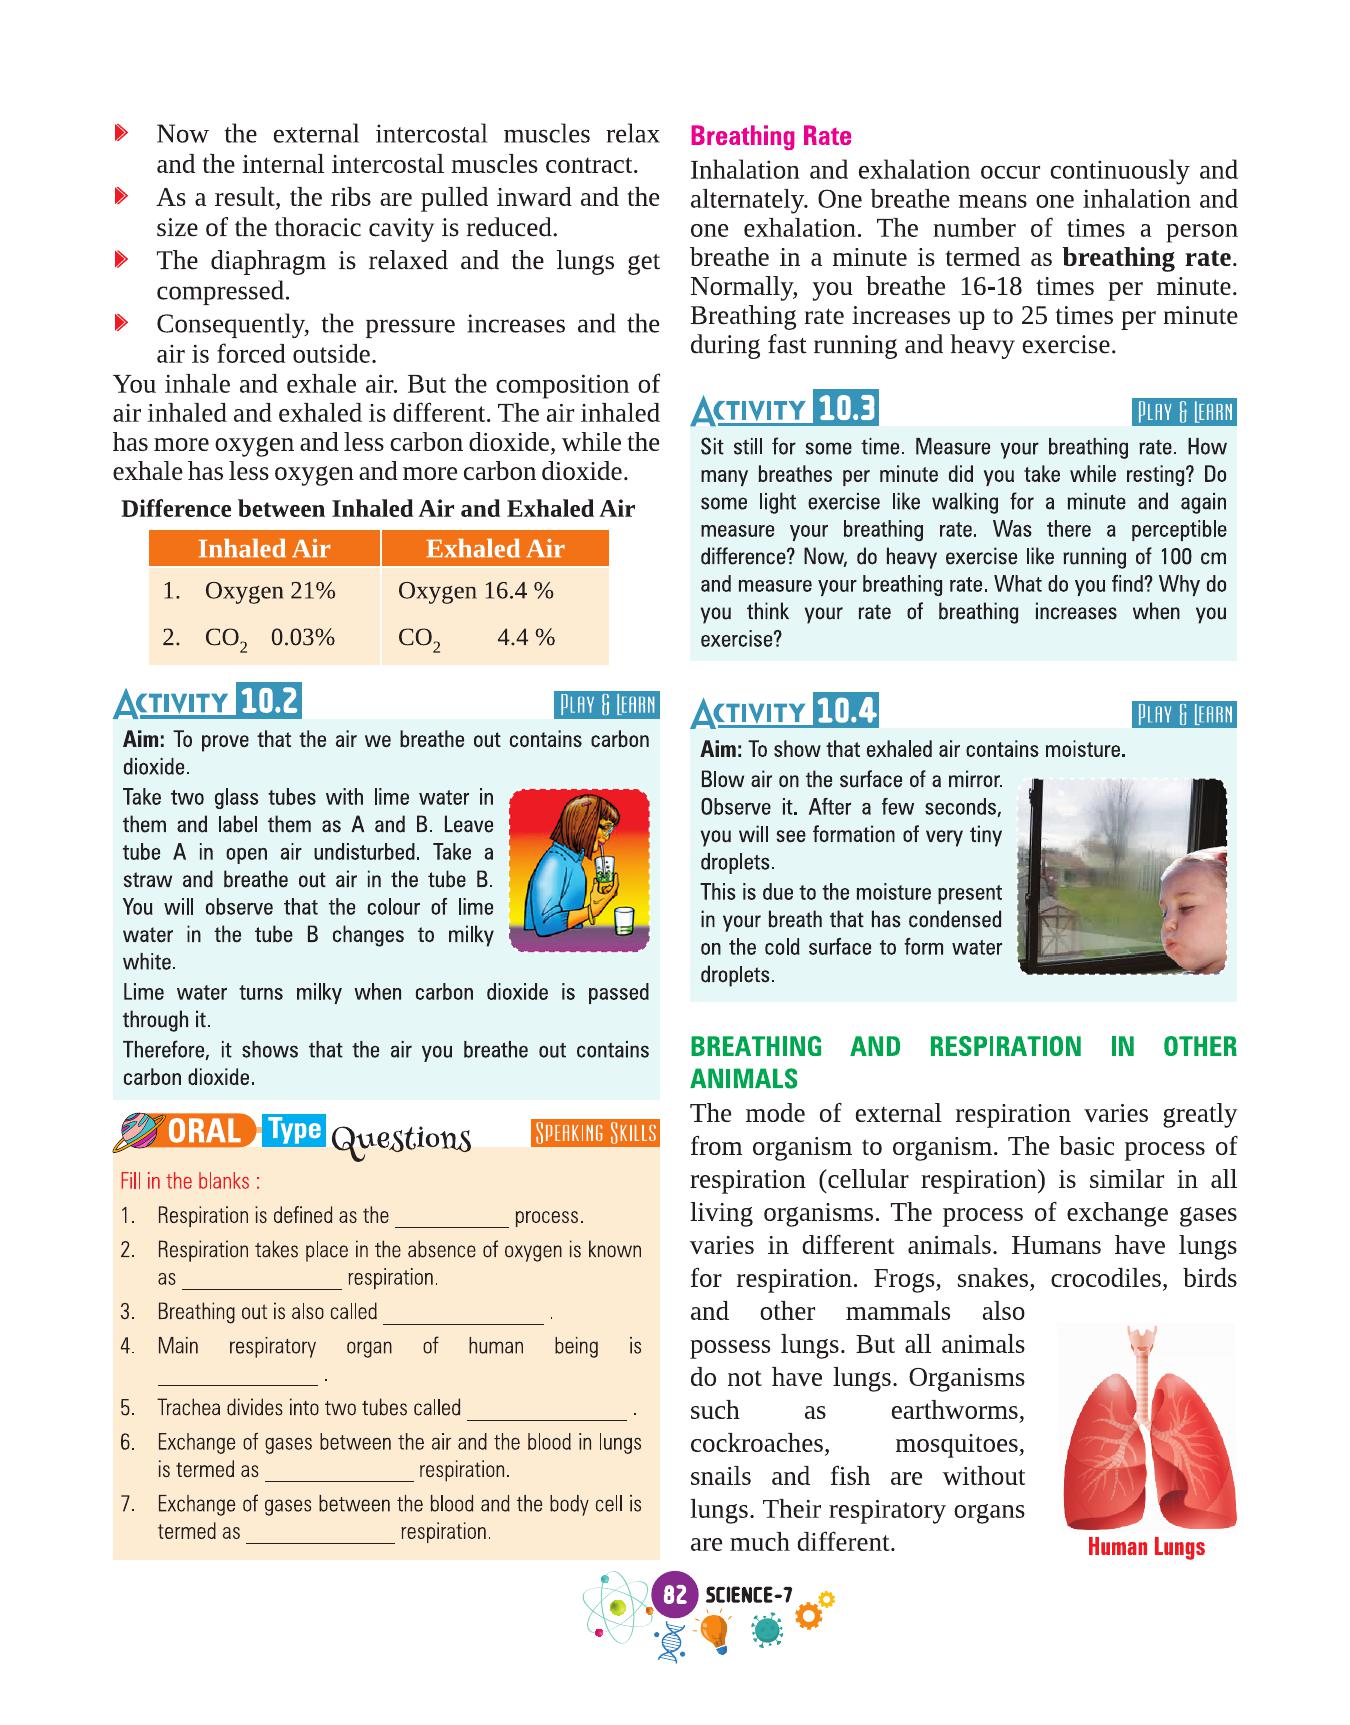 Now the external intercostal muscles relax
and the internal intercostal muscles contract.
As a result, the ribs are pulled inward and the
size of the thoracic cavity is reduced.
The diaphragm is relaxed and the lungs get
compressed.
Consequently, the pressure increases and the
air is forced outside.
You inhale and exhale air. But the composition of
air inhaled and exhaled is different. The air inhaled
has more oxygen and less carbon dioxide, while the
exhale has less oxygen and more carbon dioxide.
Difference between Inhaled Air and Exhaled Air
Inhaled Air Exhaled Air
1. Oxygen 21% Oxygen 16.4 %
2. CO2 0.03% CO2 4.4 %
ACTIVITY 10.2 PLAY & LEARN
Aim: To prove that the air we breathe out contains carbon
dioxide.
Take two glass tubes with lime water in
them and label them as A and B. Leave
tube A in open air undisturbed. Take a
straw and breathe out air in the tube B.
You will observe that the colour of lime
water in the tube B changes to milky
white.
Lime water turns milky when carbon dioxide is passed
through it.
Therefore, it shows that the air you breathe out contains
carbon dioxide.
ORAL Type Questions SPEAKING SKILLS
Fill in the blanks :
1. Respiration is defined as the __________ process.
2. Respiration takes place in the absence of oxygen is known
as ______________ respiration.
3. Breathing out is also called ______________ .
4. Main respiratory organ of human being is
______________ .
5. Trachea divides into two tubes called ______________ .
6. Exchange of gases between the air and the blood in lungs
is termed as _____________ respiration.
7. Exchange of gases between the blood and the body cell is
termed as _____________ respiration.
Breathing Rate
Inhalation and exhalation occur continuously and
alternately. One breathe means one inhalation and
one exhalation. The number of times a person
breathe in a minute is termed as breathing rate.
Normally, you breathe 16-18 times per minute.
Breathing rate increases up to 25 times per minute
during fast running and heavy exercise.
ACTIVITY 10.3 PLAY & LEARN
Sit still for some time. Measure your breathing rate. How
many breathes per minute did you take while resting? Do
some light exercise like walking for a minute and again
measure your breathing rate. Was there a perceptible
difference? Now, do heavy exercise like running of 100 cm
and measure your breathing rate. What do you find? Why do
you think your rate of breathing increases when you
exercise?
ACTIVITY 10.4 PLAY & LEARN
Aim: To show that exhaled air contains moisture.
Blow air on the surface of a mirror.
Observe it. After a few seconds,
you will see formation of very tiny
droplets.
This is due to the moisture present
in your breath that has condensed
on the cold surface to form water
droplets.
BREATHING AND RESPIRATION IN OTHER
ANIMALS
The mode of external respiration varies greatly
from organism to organism. The basic process of
respiration (cellular respiration) is similar in all
living organisms. The process of exchange gases
varies in different animals. Humans have lungs
for respiration. Frogs, snakes, crocodiles, birds
and other mammals also
possess lungs. But all animals
do not have lungs. Organisms
such as earthworms,
cockroaches, mosquitoes,
snails and fish are without
lungs. Their respiratory organs
are much different.
Human Lungs
82 SCIENCE-7